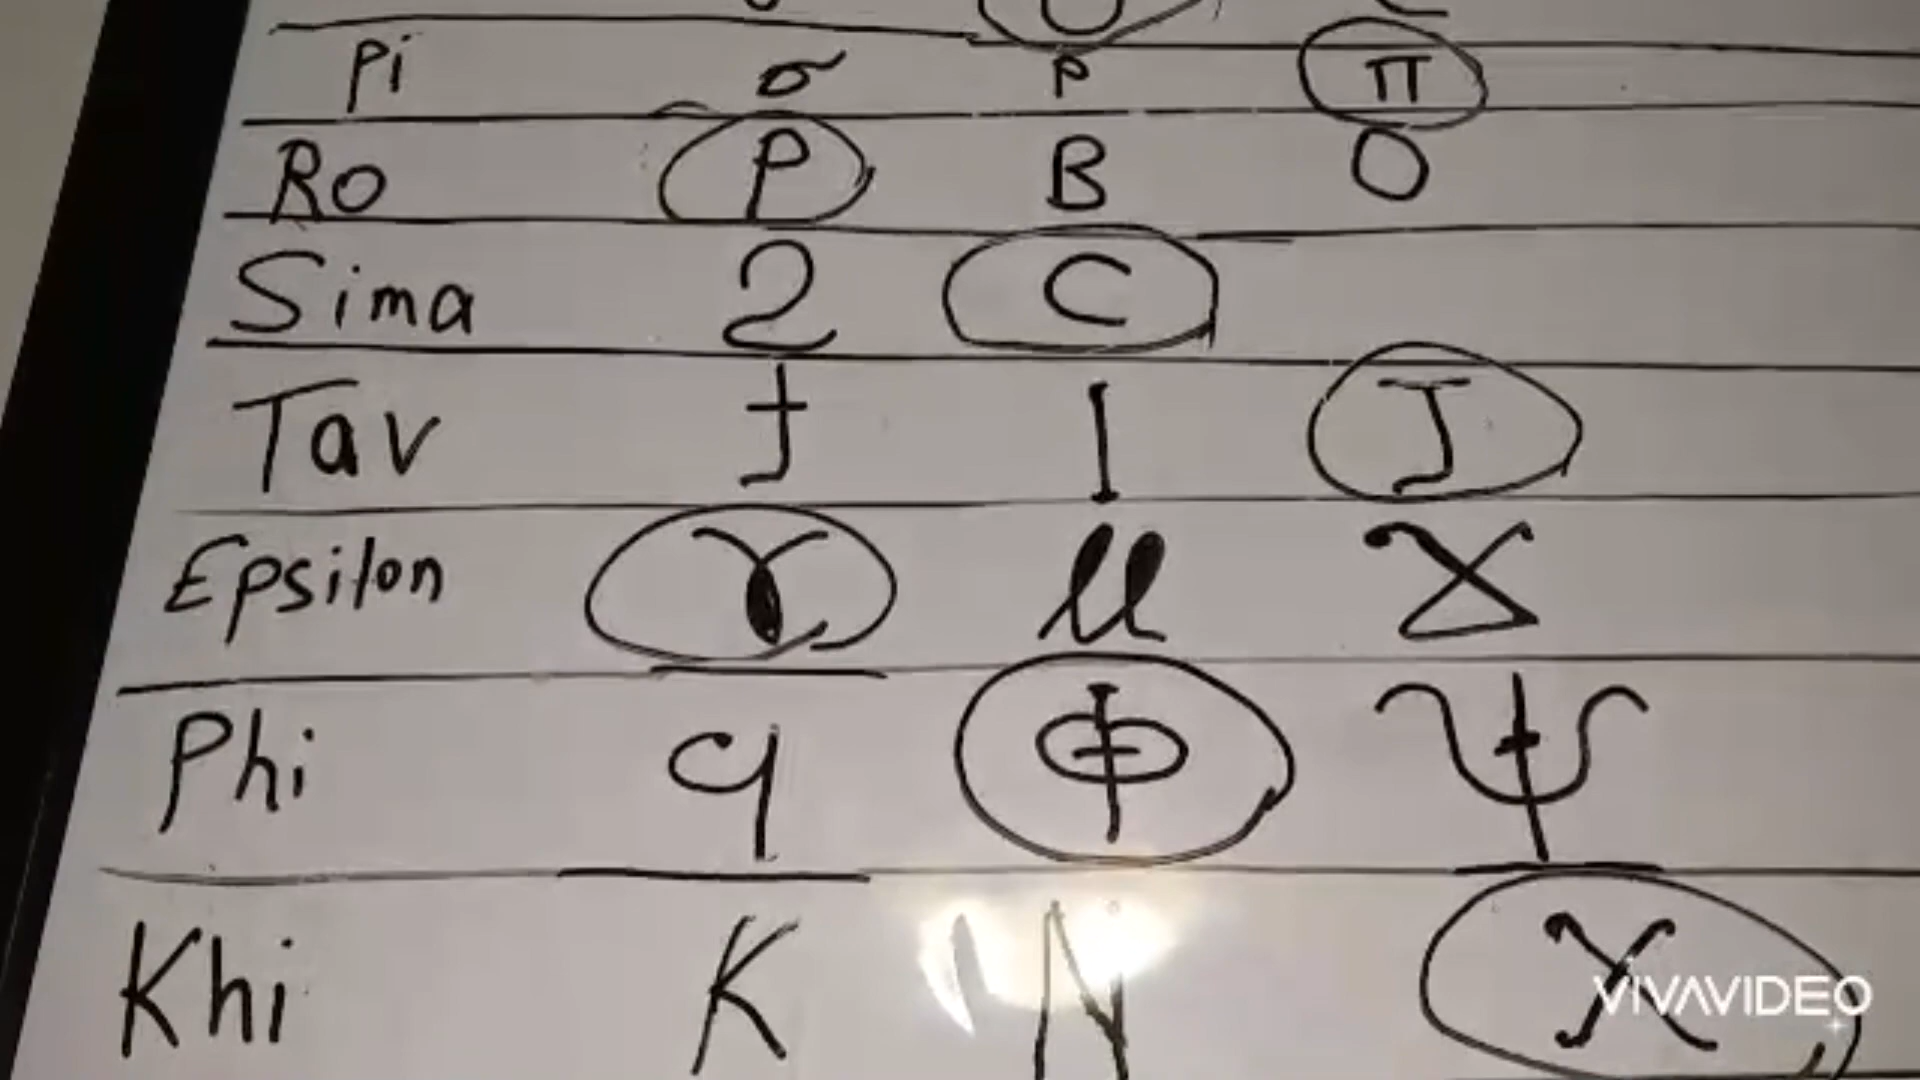 Pi σ P π
Ro P B O
Sima 2 C
Tav Ɨ I T
Epsilon ϒ μ
Phi q Φ Ψ
Khi K N X
VIVAVIDEO